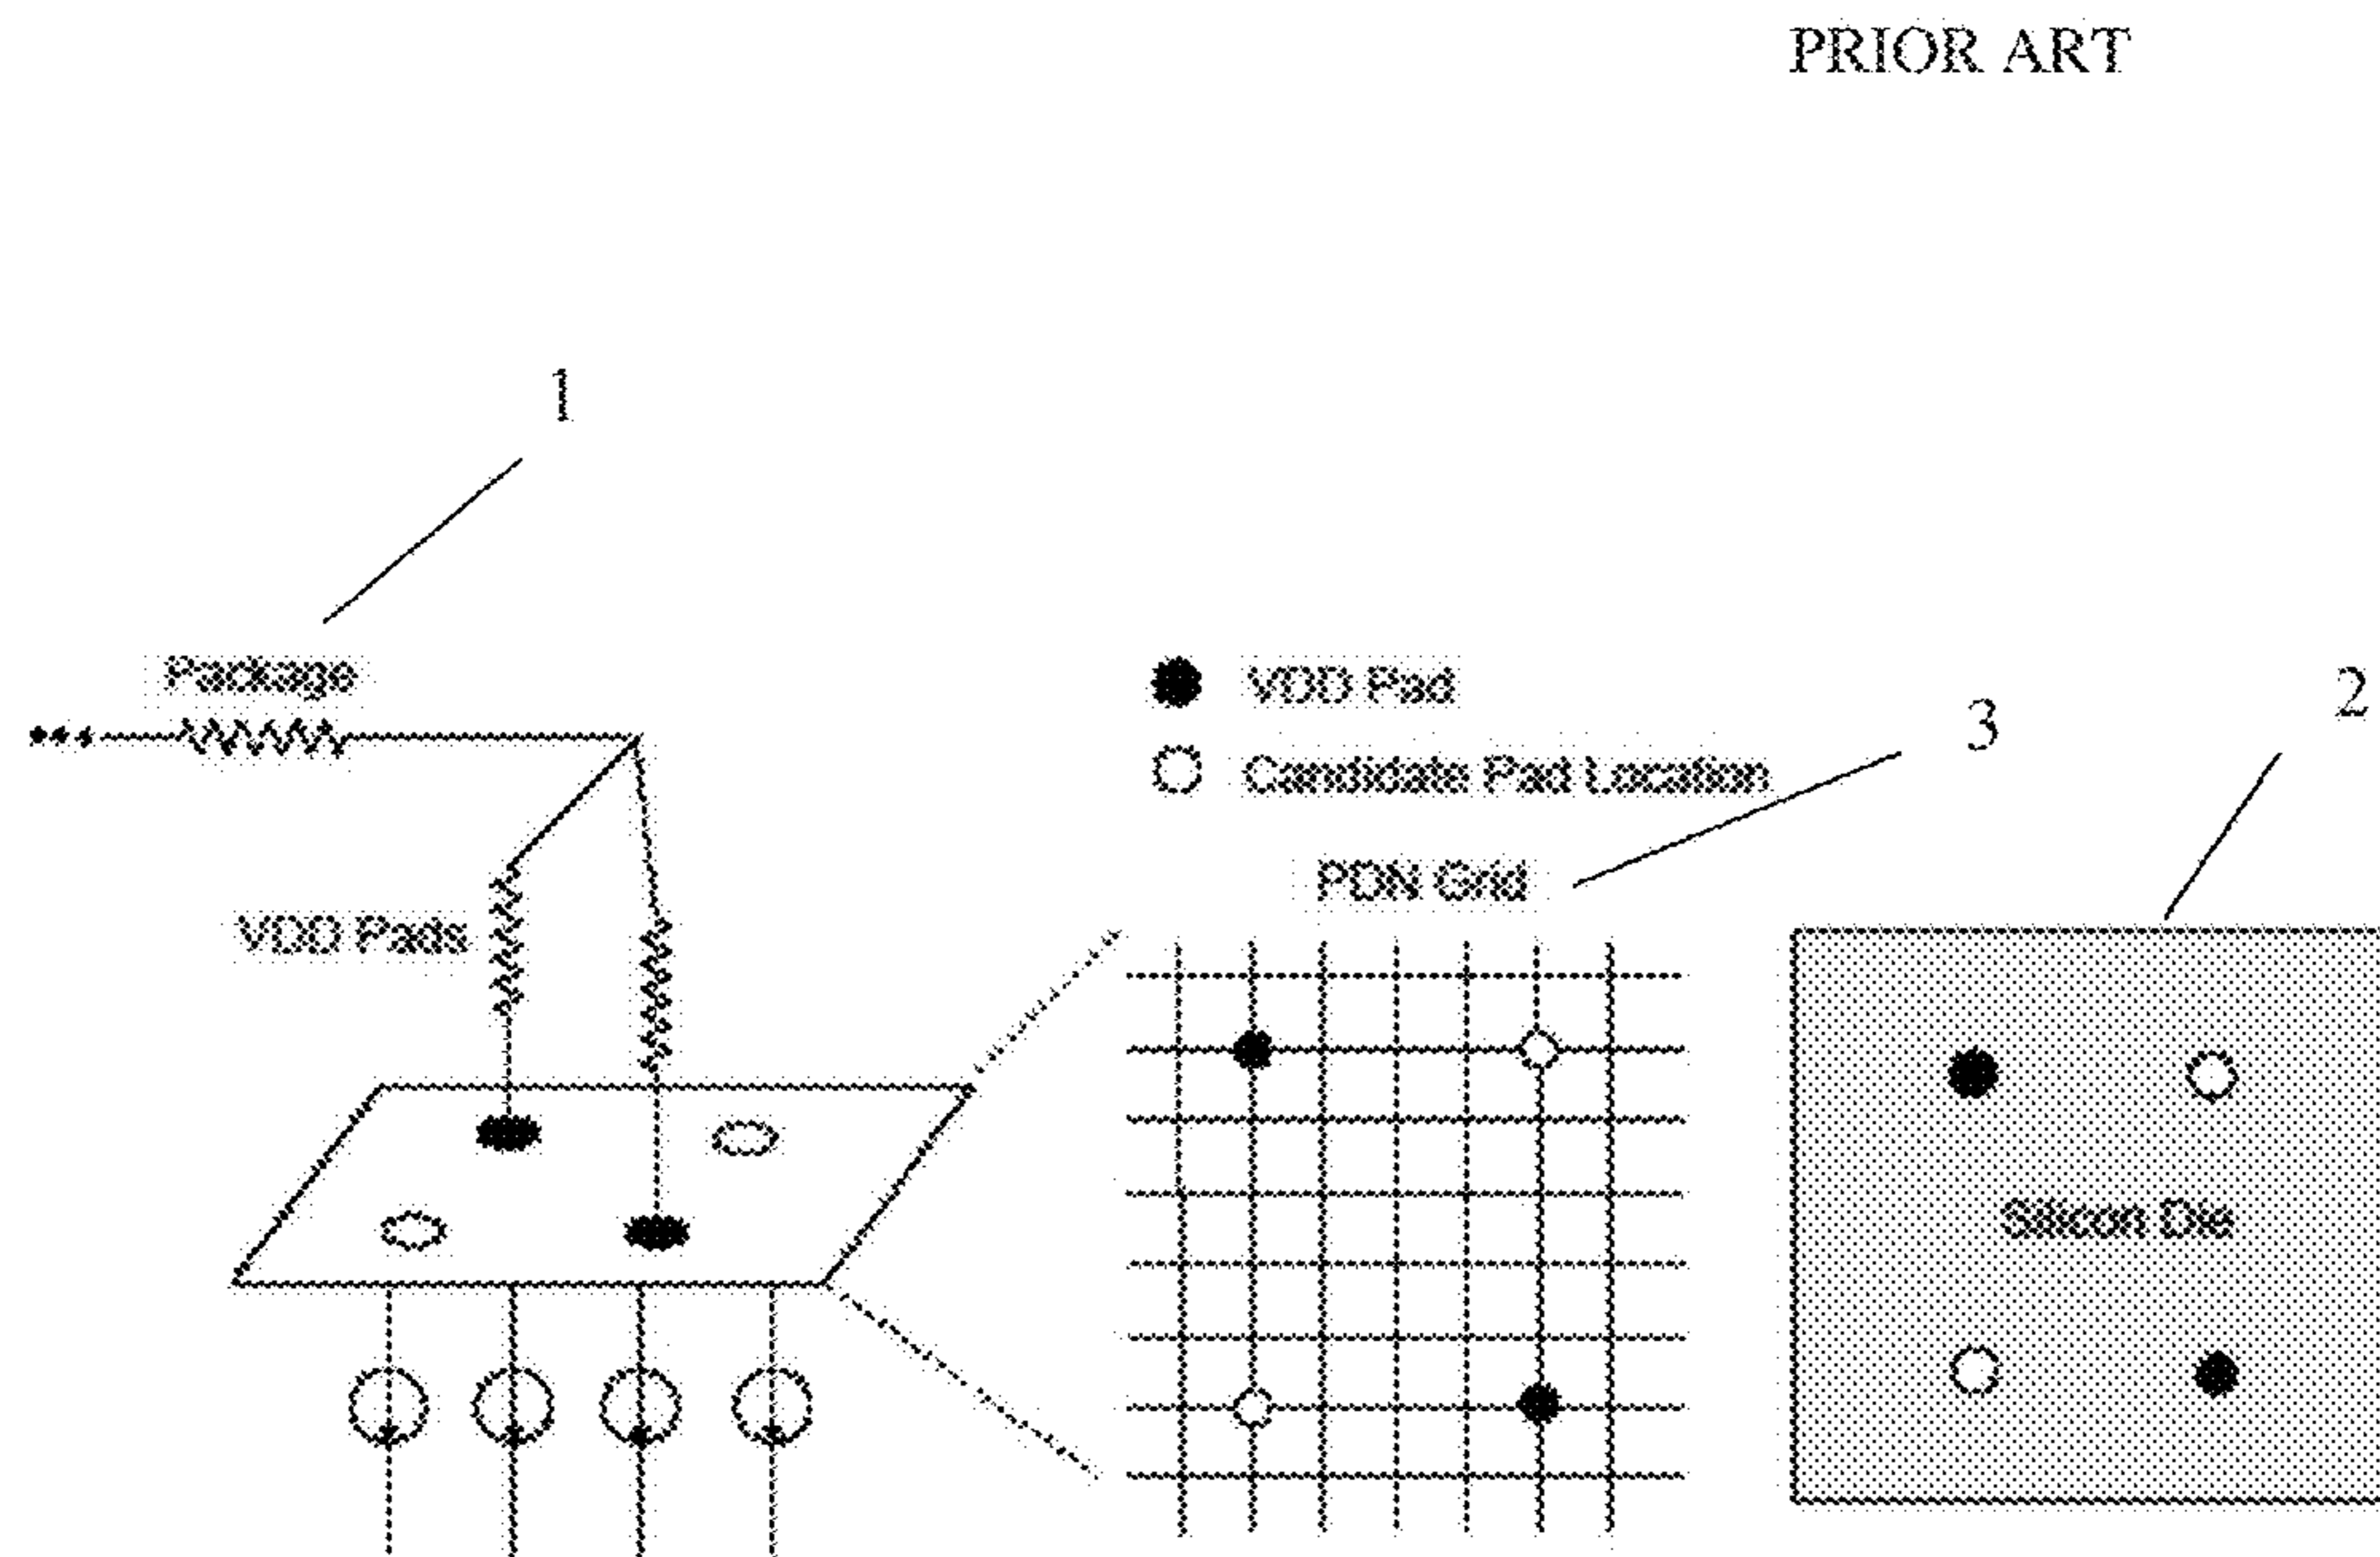 PRIOR ART
1
Package
VDD Pad
2
3
Candidate Pad Location
PDN Grid
VDD Pads
Silicon Die